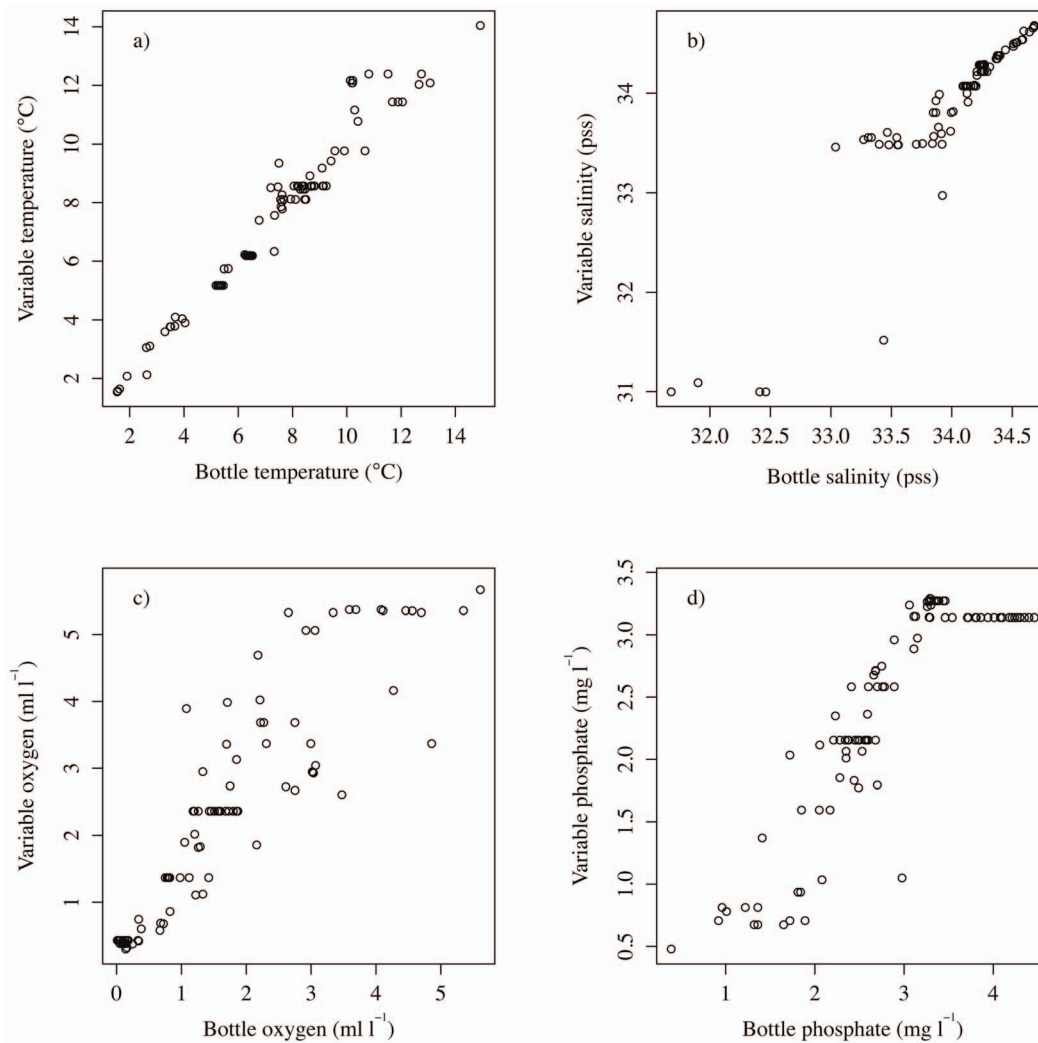 a)
14
12
10
8
6
4
2
Variable temperature (°C)
2 4 6 8 10 12 14
Bottle temperature (°C)
b)
34
33
32
31
Variable salinity (pss)
32.0 32.5 33.0 33.5 34.0 34.5
Bottle salinity (pss)
c)
5
4
3
2
1
Variable oxygen (ml l⁻¹)
0 1 2 3 4 5
Bottle oxygen (ml l⁻¹)
d)
3.5
3.0
2.5
2.0
1.5
1.0
0.5
Variable phosphate (mg l⁻¹)
1 2 3 4
Bottle phosphate (mg l⁻¹)